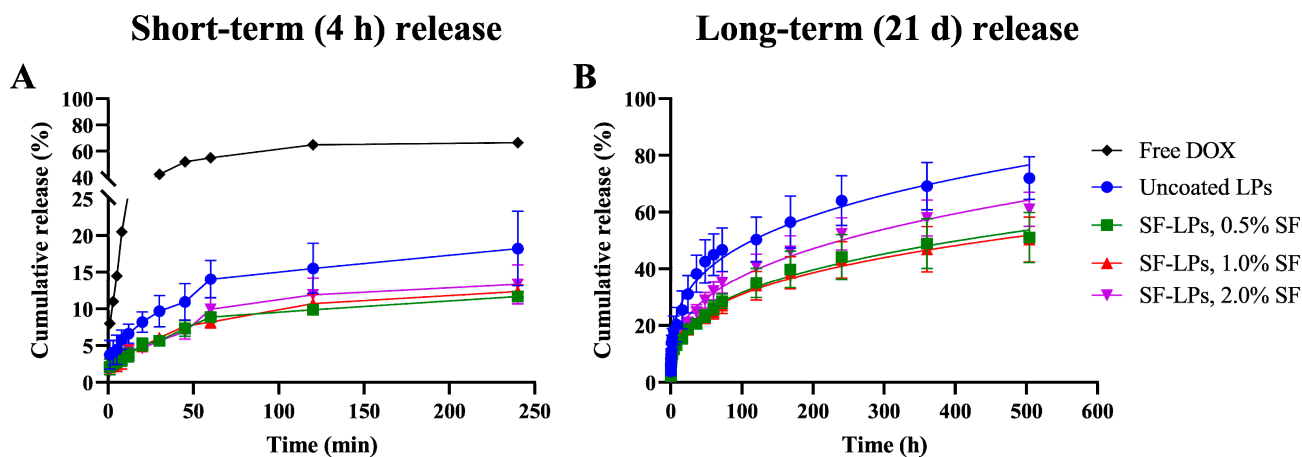 Short-term (4 h) release
Long-term (21 d) release
A
Cumulative release (%)
100
80
60
40
25
20
15
10
5
0
0
50
100
150
200
250
Time (min)
B
Cumulative release (%)
100
80
60
40
20
0
0
100
200
300
400
500
600
Time (h)
Free DOX
Uncoated LPs
SF-LPs, 0.5% SF
SF-LPs, 1.0% SF
SF-LPs, 2.0% SF